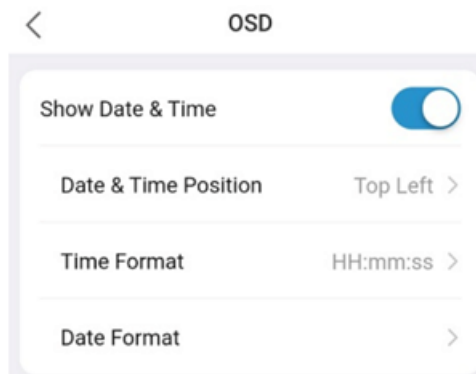 OSD
Show Date & Time
Date & Time Position Top Left
Time Format HH:mm:ss
Date Format